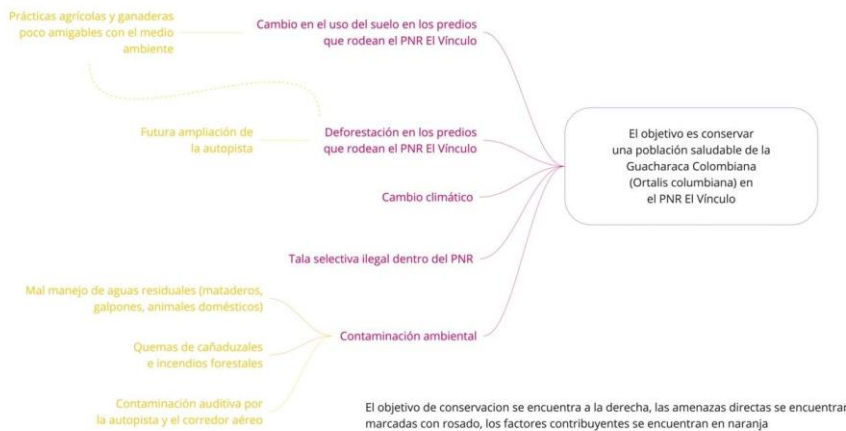 Prácticas agrícolas y ganaderas
poco amigables con el medio
ambiente
Cambio en el uso del suelo en los predios
que rodean el PNR El Vínculo
Futura ampliación de
la autopista
Deforestación en los predios
que rodean el PNR El Vínculo
El objetivo es conservar
una población saludable de la
Guacharaca Colombiana
(Ortalis columbiana) en
el PNR El Vínculo
Cambio climático
Tala selectiva ilegal dentro del PNR
Mal manejo de aguas residuales (mataderos,
galpones, animales domésticos)
Contaminación ambiental
Quemas de cañaduzales
e incendios forestales
Contaminación auditiva por
la autopista y el corredor aéreo
El objetivo de conservacion se encuentra a la derecha, las amenazas directas se encuentran
marcadas con rosado, los factores contribuyentes se encuentran en naranja